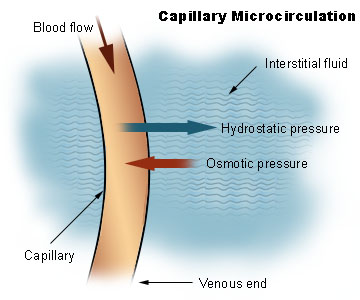 Capillary Microcirculation
Blood flow
Interstitial fluid
Hydrostatic pressure
Osmotic pressure
Capillary
Venous end